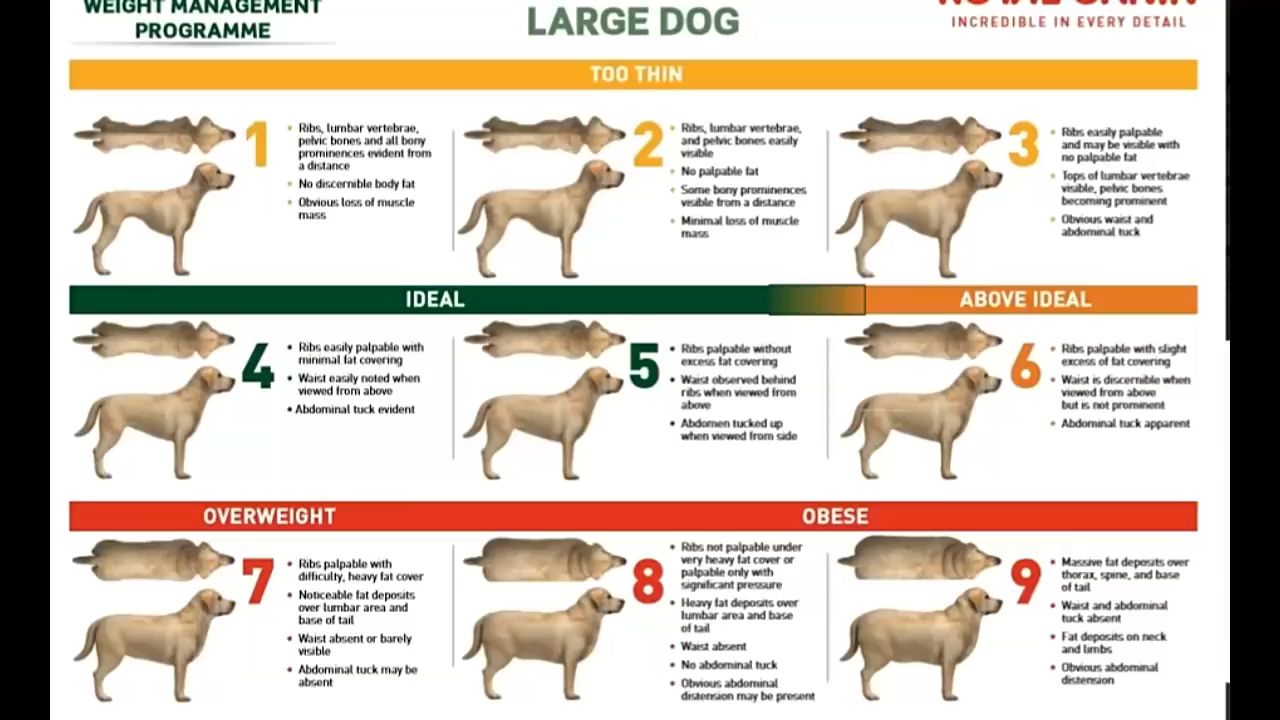 WEIGHT MANAGEMENT
PROGRAMME
LARGE DOG
INCREDIBLE IN EVERY DETAIL
TOO THIN
1
• Ribs, lumbar vertebrae,
pelvic bones and all bony
prominences evident from
a distance
• No discernible body fat
• Obvious loss of muscle
mass
2
• Ribs, lumbar vertebrae,
and pelvic bones easily
visible
• No palpable fat
• Some bony prominences
visible from a distance
• Minimal loss of muscle
mass
3
• Ribs easily palpable
and may be visible with
no palpable fat
• Tops of lumbar vertebrae
visible, pelvic bones
becoming prominent
• Obvious waist and
abdominal tuck
IDEAL
ABOVE IDEAL
4
• Ribs easily palpable with
minimal fat covering
• Waist easily noted when
viewed from above
• Abdominal tuck evident
5
• Ribs palpable without
excess fat covering
• Waist observed behind
ribs when viewed from
above
• Abdomen tucked up
when viewed from side
6
• Ribs palpable with slight
excess of fat covering
• Waist is discernible when
viewed from above
but is not prominent
• Abdominal tuck apparent
OVERWEIGHT
OBESE
7
• Ribs palpable with
difficulty, heavy fat cover
• Noticeable fat deposits
over lumbar area and
base of tail
• Waist absent or barely
visible
• Abdominal tuck may be
absent
8
• Ribs not palpable under
very heavy fat cover or
palpable only with
significant pressure
• Heavy fat deposits over
lumbar area and base
of tail
• Waist absent
• No abdominal tuck
• Obvious abdominal
distension may be present
9
• Massive fat deposits over
thorax, spine, and base
of tail
• Waist and abdominal
tuck absent
• Fat deposits on neck
and limbs
• Obvious abdominal
distension